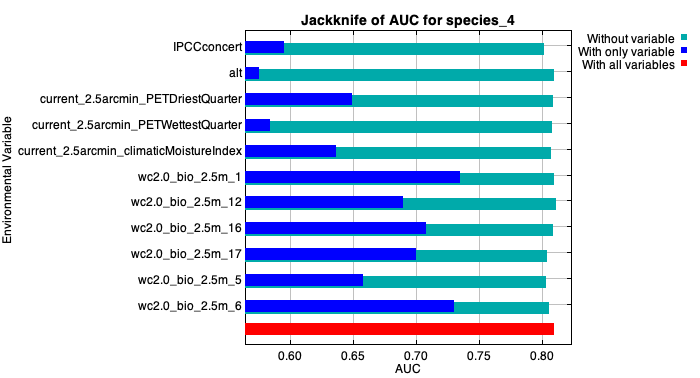 Jackknife of AUC for species_4
Without variable
With only variable
With all variables
Environmental Variable
IPCCconcert
alt
current_2.5arcmin_PETDriestQuarter
current_2.5arcmin_PETWettestQuarter
current_2.5arcmin_climaticMoistureIndex
wc2.0_bio_2.5m_1
wc2.0_bio_2.5m_12
wc2.0_bio_2.5m_16
wc2.0_bio_2.5m_17
wc2.0_bio_2.5m_5
wc2.0_bio_2.5m_6
0.60 0.65 0.70 0.75 0.80
AUC